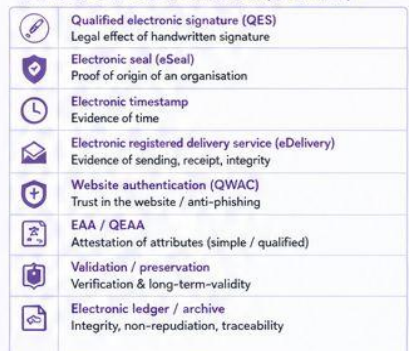 Qualified electronic signature (QES)
Legal effect of handwritten signature
Electronic seal (eSeal)
Proof of origin of an organisation
Electronic timestamp
Evidence of time
Electronic registered delivery service (eDelivery)
Evidence of sending, receipt, integrity
Website authentication (QWAC)
Trust in the website / anti-phishing
EAA / QEAA
Attestation of attributes (simple / qualified)
Validation / preservation
Verification & long-term-validity
Electronic ledger / archive
Integrity, non-repudiation, traceability